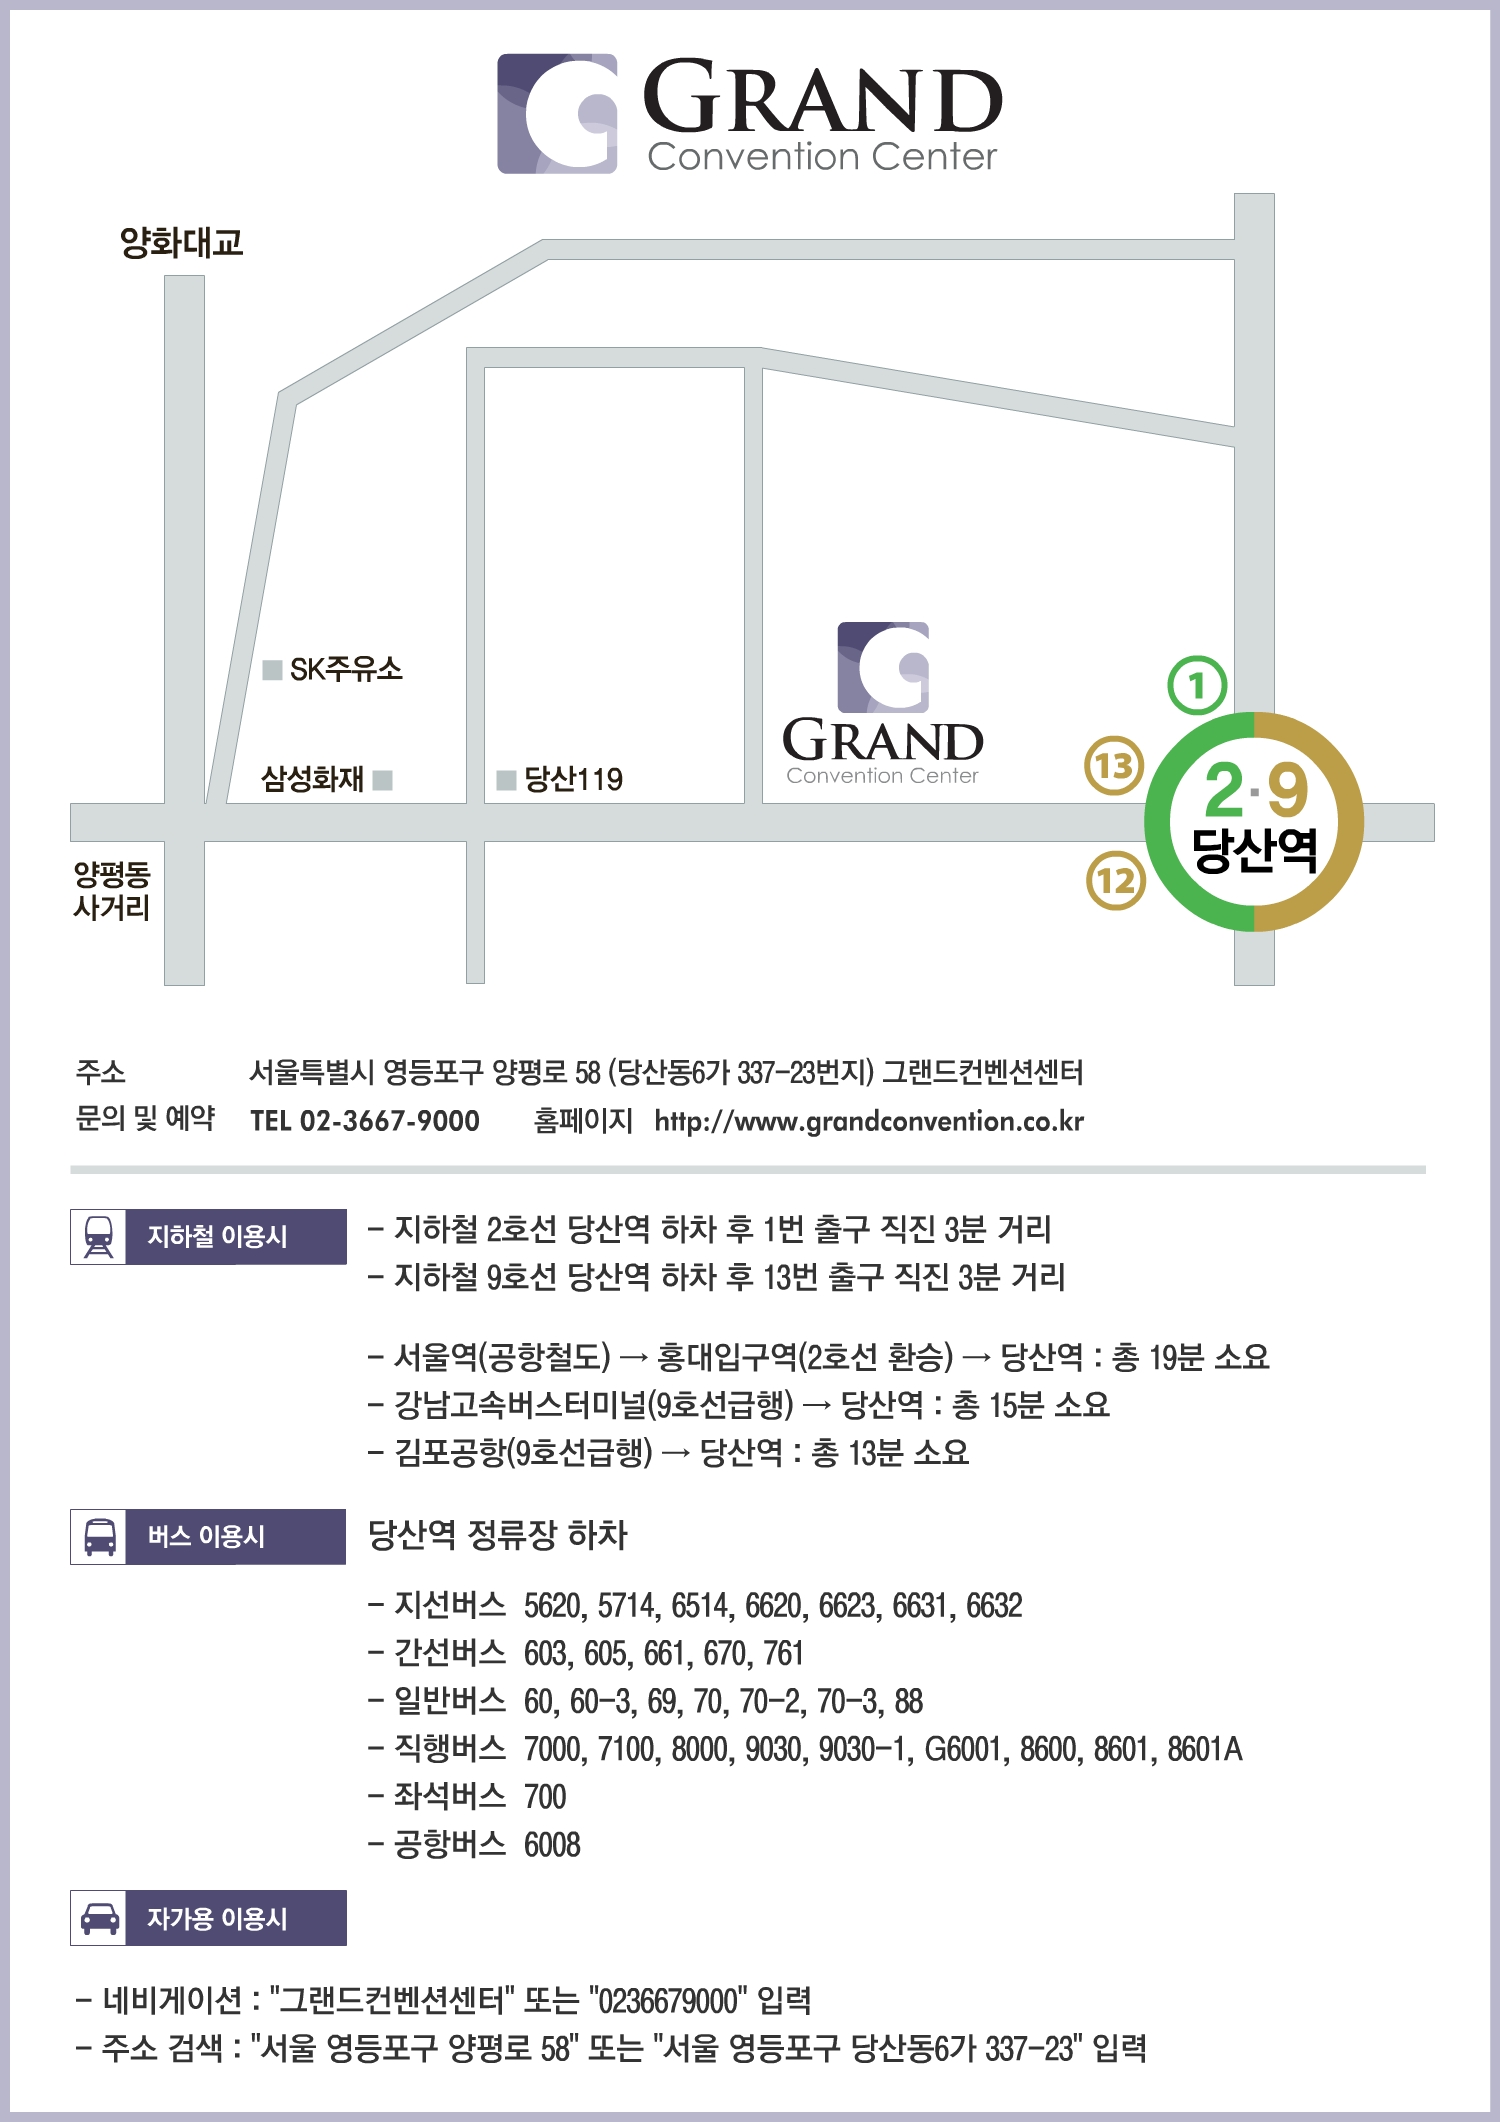 GRAND
Convention Center
양화대교
SK주유소
삼성화재
당산119
GRAND
Convention Center
1
13
2·9
당산역
12
양평동
사거리
주소 서울특별시 영등포구 양평로 58 (당산동6가 337-23번지) 그랜드컨벤션센터
문의 및 예약 TEL 02-3667-9000 홈페이지 http://www.grandconvention.co.kr
지하철 이용시
- 지하철 2호선 당산역 하차 후 1번 출구 직진 3분 거리
- 지하철 9호선 당산역 하차 후 13번 출구 직진 3분 거리
- 서울역(공항철도) → 홍대입구역(2호선 환승) → 당산역 : 총 19분 소요
- 강남고속버스터미널(9호선급행) → 당산역 : 총 15분 소요
- 김포공항(9호선급행) → 당산역 : 총 13분 소요
버스 이용시
당산역 정류장 하차
- 지선버스 5620, 5714, 6514, 6620, 6623, 6631, 6632
- 간선버스 603, 605, 661, 670, 761
- 일반버스 60, 60-3, 69, 70, 70-2, 70-3, 88
- 직행버스 7000, 7100, 8000, 9030, 9030-1, G6001, 8600, 8601, 8601A
- 좌석버스 700
- 공항버스 6008
자가용 이용시
- 네비게이션 : "그랜드컨벤션센터" 또는 "0236679000" 입력
- 주소 검색 : "서울 영등포구 양평로 58" 또는 "서울 영등포구 당산동6가 337-23" 입력